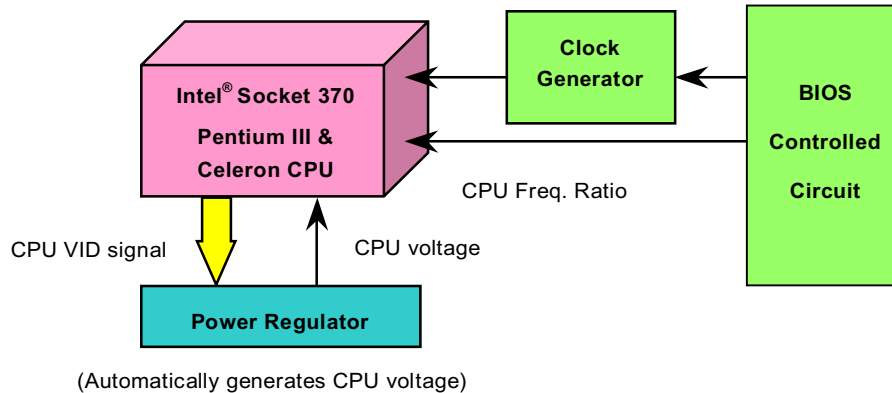 Intel® Socket 370
Pentium III &
Celeron CPU
Clock
Generator
BIOS
Controlled
Circuit
CPU Freq. Ratio
CPU VID signal
CPU voltage
Power Regulator
(Automatically generates CPU voltage)